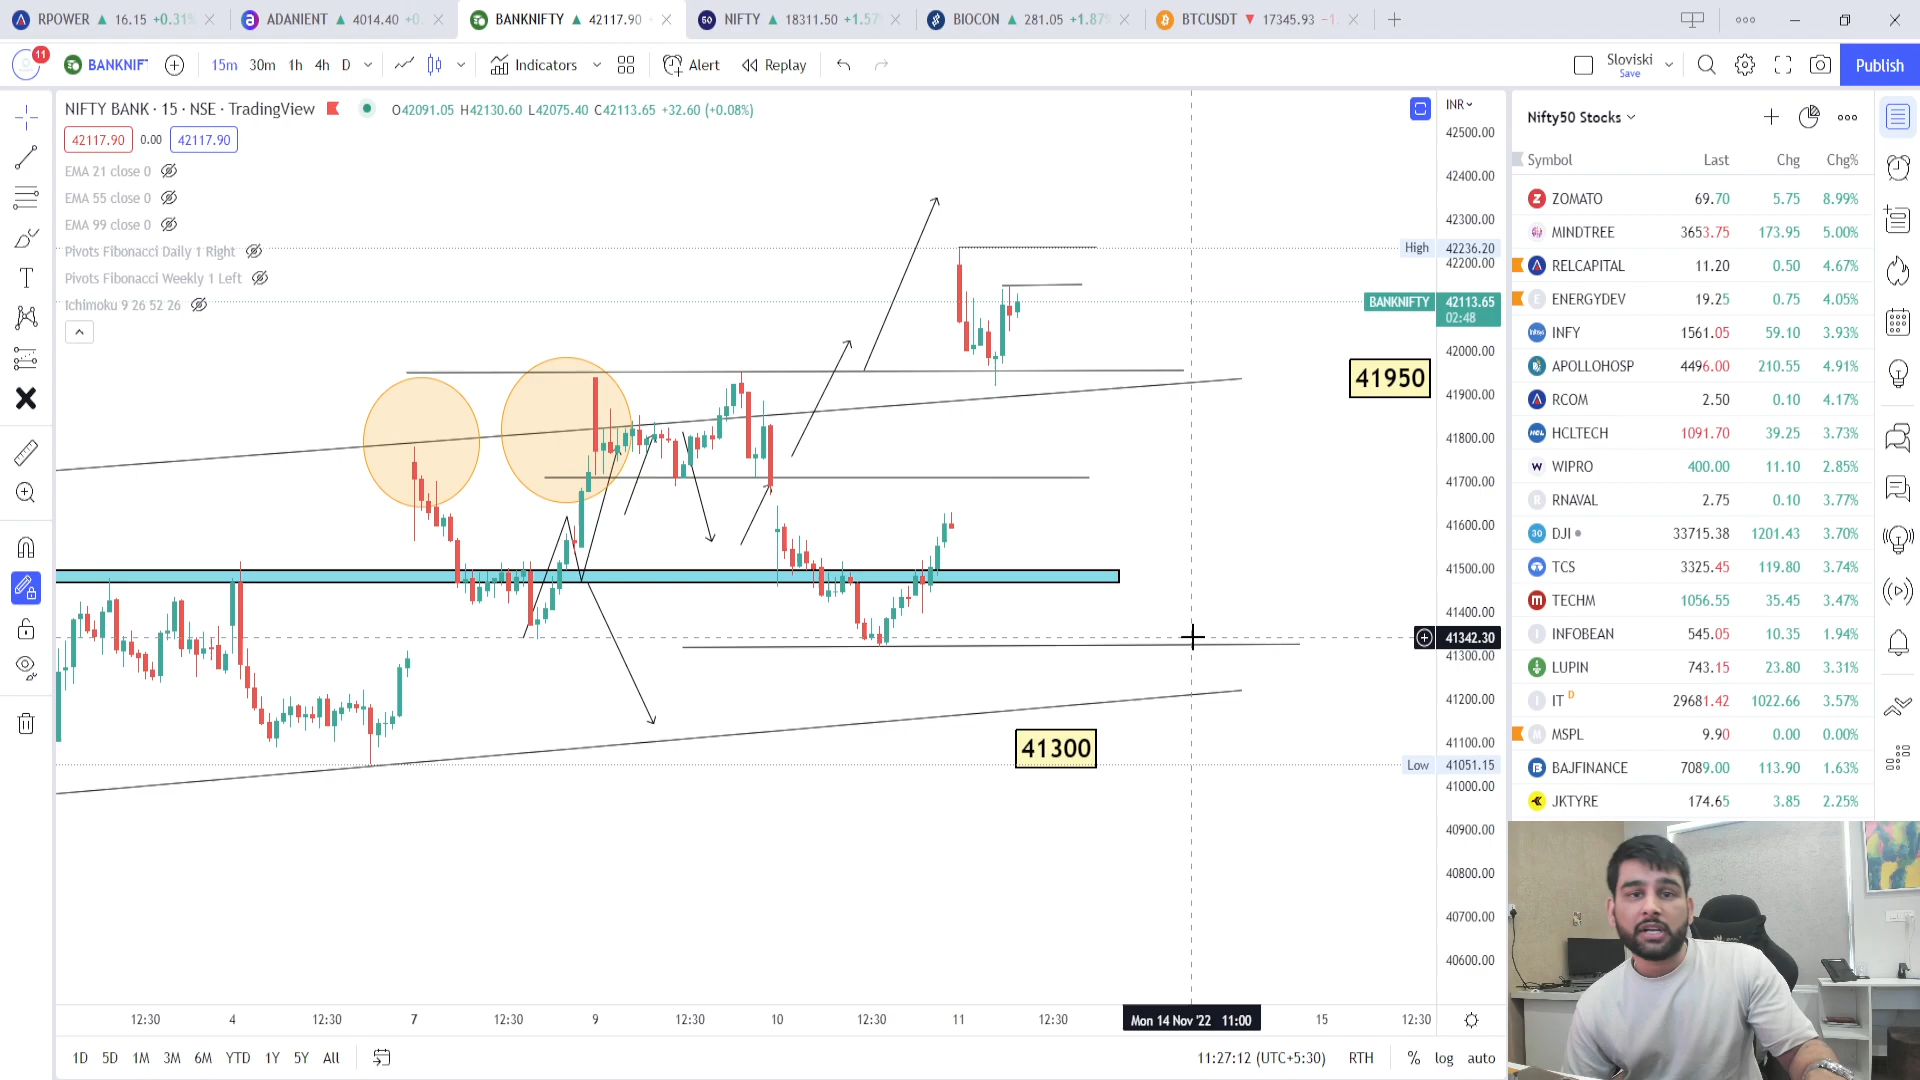 RPOWER ▲ 16.15 +0.31%
ADANIENT ▲ 4014.40 +0.
BANKNIFTY ▲ 42117.90
NIFTY ▲ 18311.50 +1.57
BIOCON ▲ 281.05 +1.87%
BTCUSDT ▼ 17345.93 −1.
11
BANKNIF
15m 30m 1h 4h D
Indicators
Alert
Replay
Sloviski
Save
Publish
NIFTY BANK · 15 · NSE · TradingView
O42091.05 H42130.60 L42075.40 C42113.65 +32.60 (+0.08%)
42117.90 0.00 42117.90
EMA 21 close 0
EMA 55 close 0
EMA 99 close 0
Pivots Fibonacci Daily 1 Right
Pivots Fibonacci Weekly 1 Left
Ichimoku 9 26 52 26
41950
41300
INR
42500.00
42400.00
42300.00
High 42236.20
42200.00
BANKNIFTY 42113.65
02:48
42000.00
41900.00
41800.00
41700.00
41600.00
41500.00
41400.00
41342.30
41300.00
41200.00
41100.00
Low 41051.15
41000.00
40900.00
40800.00
40700.00
40600.00
12:30 4 12:30 7 12:30 9 12:30 10 12:30 11 12:30 Mon 14 Nov '22 11:00 15 12:30
1D 5D 1M 3M 6M YTD 1Y 5Y All
11:27:12 (UTC+5:30) RTH % log auto
Nifty50 Stocks
Symbol Last Chg Chg%
ZOMATO 69.70 5.75 8.99%
MINDTREE 3653.75 173.95 5.00%
RELCAPITAL 11.20 0.50 4.67%
ENERGYDEV 19.25 0.75 4.05%
INFY 1561.05 59.10 3.93%
APOLLOHOSP 4496.00 210.55 4.91%
RCOM 2.50 0.10 4.17%
HCLTECH 1091.70 39.25 3.73%
WIPRO 400.00 11.10 2.85%
RNAVAL 2.75 0.10 3.77%
DJI 33715.38 1201.43 3.70%
TCS 3325.45 119.80 3.74%
TECHM 1056.55 35.45 3.47%
INFOBEAN 545.05 10.35 1.94%
LUPIN 743.15 23.80 3.31%
IT D 29681.42 1022.66 3.57%
MSPL 9.90 0.00 0.00%
BAJFINANCE 7089.00 113.90 1.63%
JKTYRE 174.65 3.85 2.25%